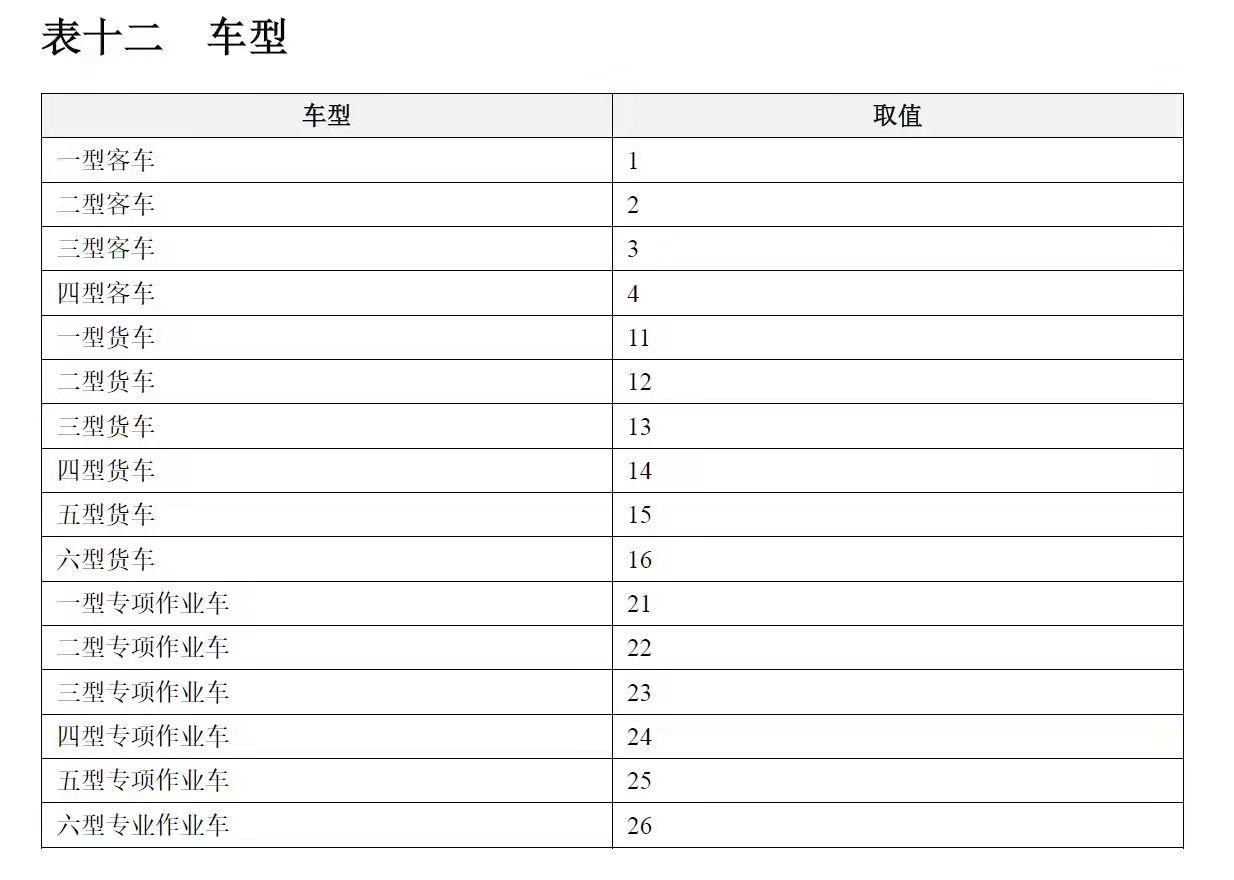 表十二 车型
车型 取值
一型客车 1
二型客车 2
三型客车 3
四型客车 4
一型货车 11
二型货车 12
三型货车 13
四型货车 14
五型货车 15
六型货车 16
一型专项作业车 21
二型专项作业车 22
三型专项作业车 23
四型专项作业车 24
五型专项作业车 25
六型专业作业车 26